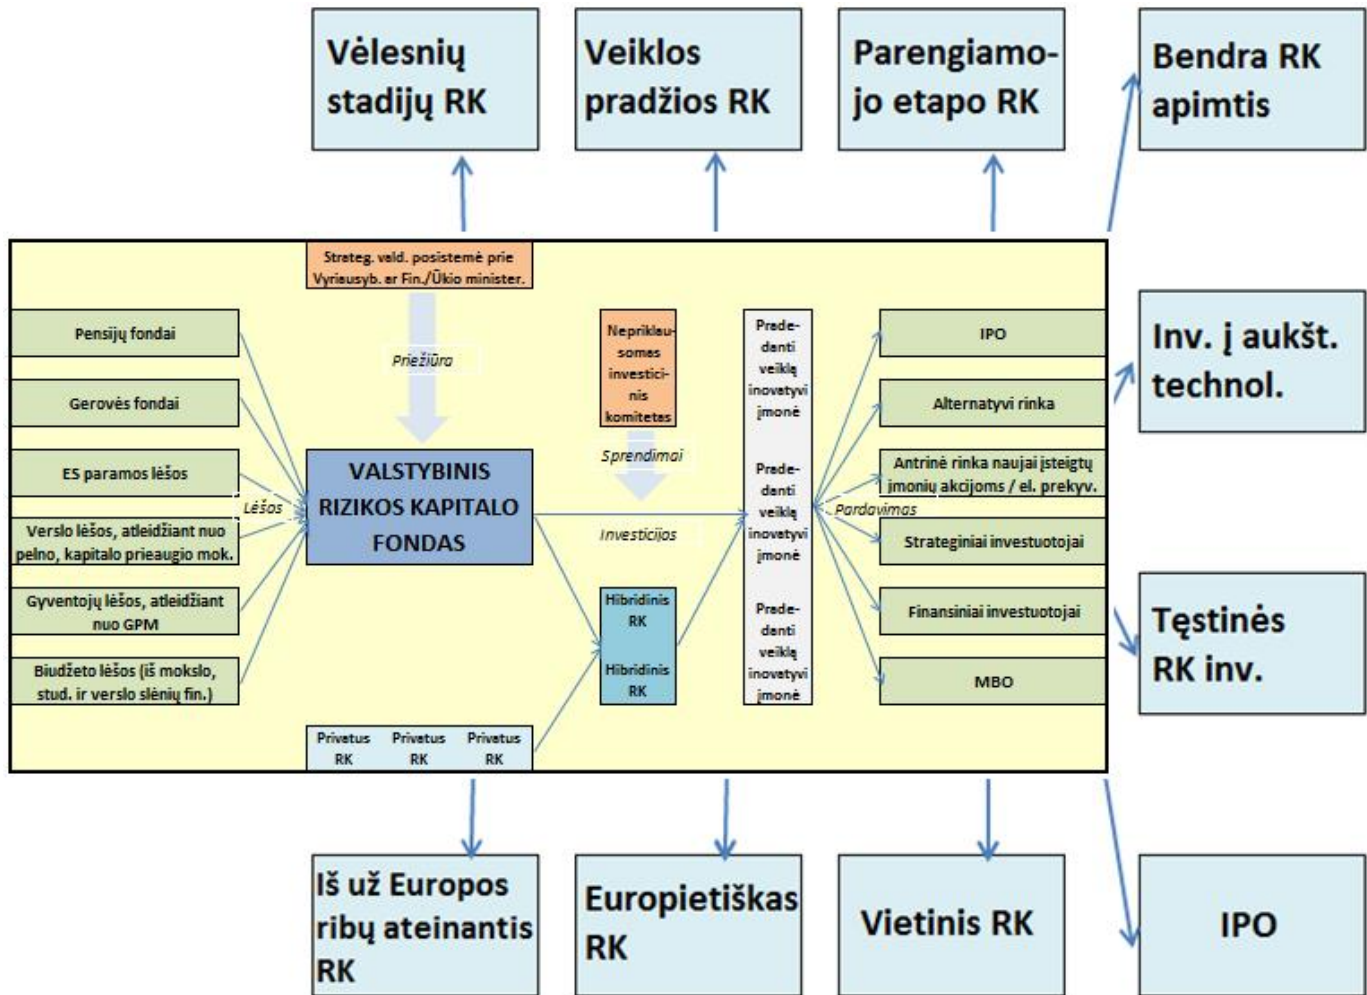 Vėlesnių
stadijų RK
Veiklos
pradžios RK
Parengiamo-
jo etapo RK
Bendra RK
apimtis
Strateg. vald. posistemė prie
Vyriausyb. ar Fin./Ūkio minister.
Priežiūra
Pensijų fondai
Gerovės fondai
ES paramos lėšos
Verslo lėšos, atleidžiant nuo
pelno, kapitalo prieaugio mok.
Gyventojų lėšos, atleidžiant
nuo GPM
Biudžeto lėšos (iš mokslo,
stud. ir verslo slėnių fin.)
Lėšos
VALSTYBINIS
RIZIKOS KAPITALO
FONDAS
Privatus
RK
Privatus
RK
Privatus
RK
Nepriklau-
somas
investici-
nis
komitetas
Sprendimai
Investicijos
Hibridinis
RK
Hibridinis
RK
Prade-
danti
veiklą
inovatyvi
įmonė
Prade-
danti
veiklą
inovatyvi
įmonė
Prade-
danti
veiklą
inovatyvi
įmonė
Pardavimas
IPO
Alternatyvi rinka
Antrinė rinka naujai įsteigtų
įmonių akcijoms / el. prekyv.
Strateginiai investuotojai
Finansiniai investuotojai
MBO
Inv. į aukšt.
technol.
Tęstinės
RK inv.
Iš už Europos
ribų ateinantis
RK
Europietiškas
RK
Vietinis RK
IPO